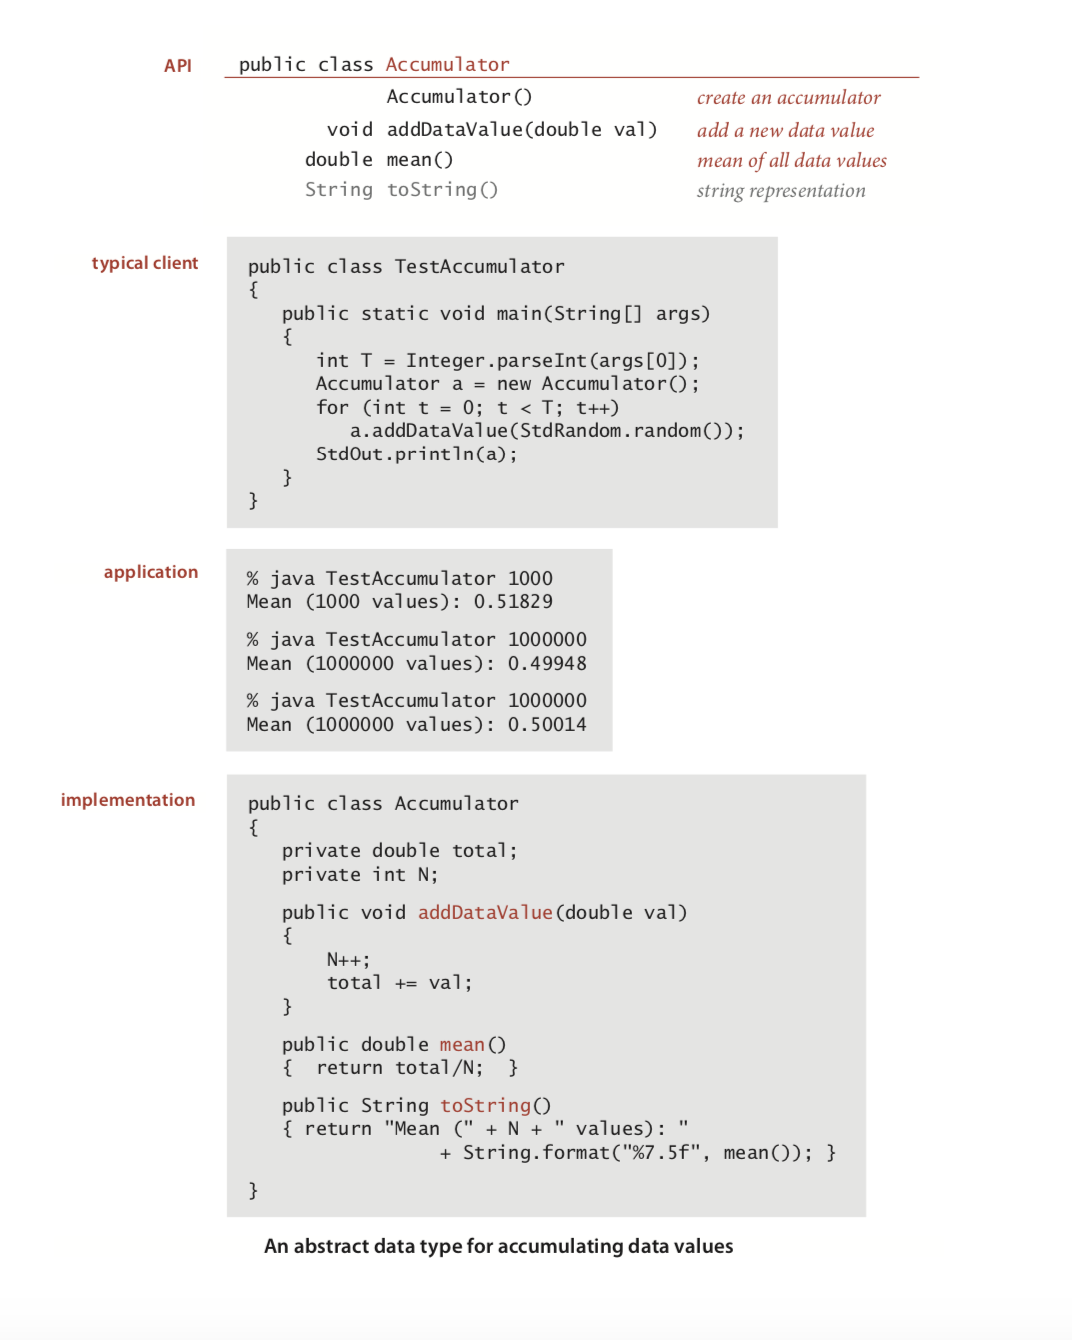 API public class Accumulator
Accumulator() create an accumulator
void addDataValue(double val) add a new data value
double mean() mean of all data values
String toString() string representation
typical client
public class TestAccumulator
{
public static void main(String[] args)
{
int T = Integer.parseInt(args[0]);
Accumulator a = new Accumulator();
for (int t = 0; t < T; t++)
a.addDataValue(StdRandom.random());
StdOut.println(a);
}
}
application
% java TestAccumulator 1000
Mean (1000 values): 0.51829
% java TestAccumulator 1000000
Mean (1000000 values): 0.49948
% java TestAccumulator 1000000
Mean (1000000 values): 0.50014
implementation
public class Accumulator
{
private double total;
private int N;
public void addDataValue(double val)
{
N++;
total += val;
}
public double mean()
{ return total/N; }
public String toString()
{ return "Mean (" + N + " values): "
+ String.format("%7.5f", mean()); }
}
An abstract data type for accumulating data values